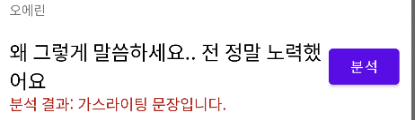 오에린
왜 그렇게 말씀하세요.. 전 정말 노력했
어요
분석
분석 결과: 가스라이팅 문장입니다.